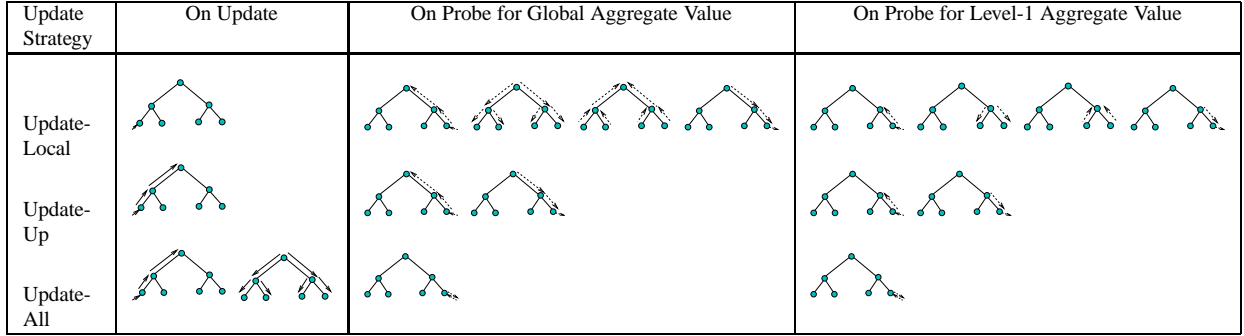 Update
Strategy
On Update
On Probe for Global Aggregate Value
On Probe for Level-1 Aggregate Value
Update-
Local
Update-
Up
Update-
All